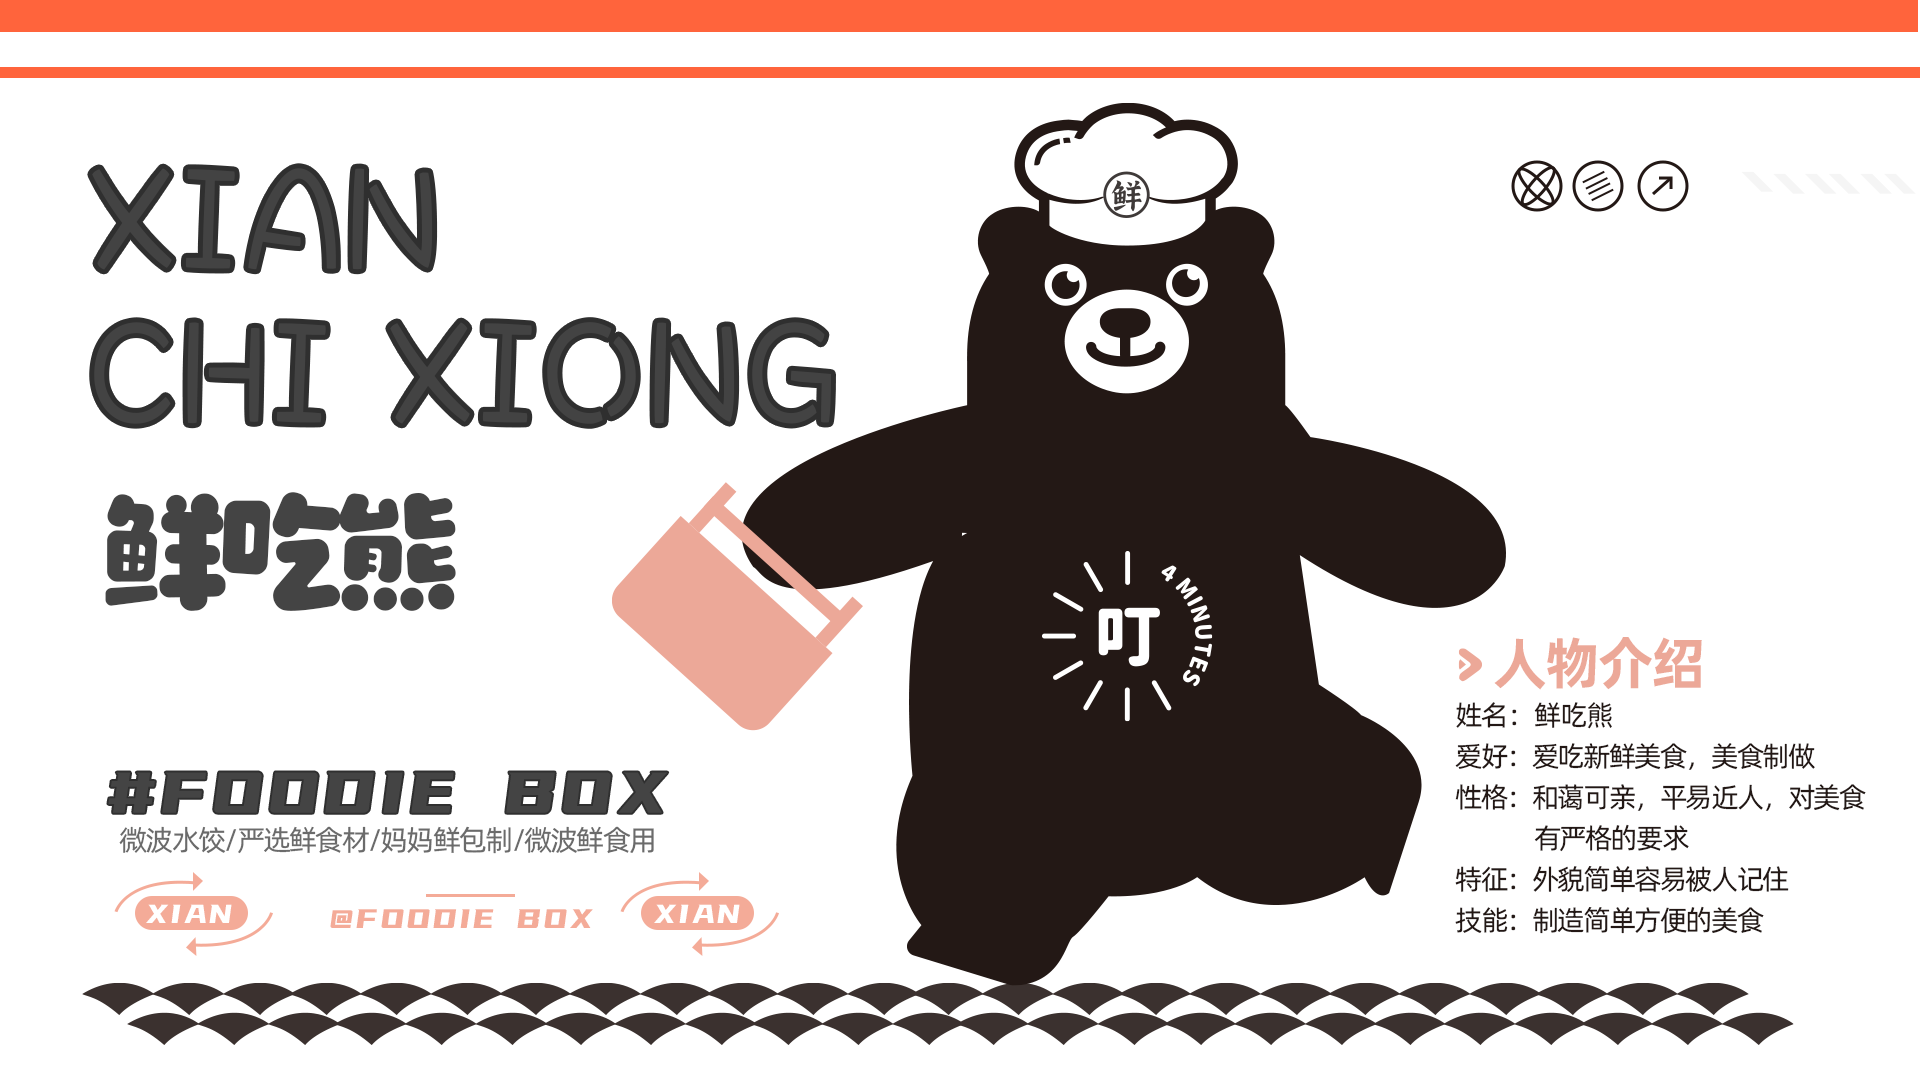 XIAN
CHI XIONG
鲜吃熊
鲜
叮
4 MINUTES
#FOODIE BOX
微波水饺/严选鲜食材/妈妈鲜包制/微波鲜食用
XIAN
@FOODIE BOX
XIAN
人物介绍
姓名：鲜吃熊
爱好：爱吃新鲜美食，美食制做
性格：和蔼可亲，平易近人，对美食
有严格的要求
特征：外貌简单容易被人记住
技能：制造简单方便的美食